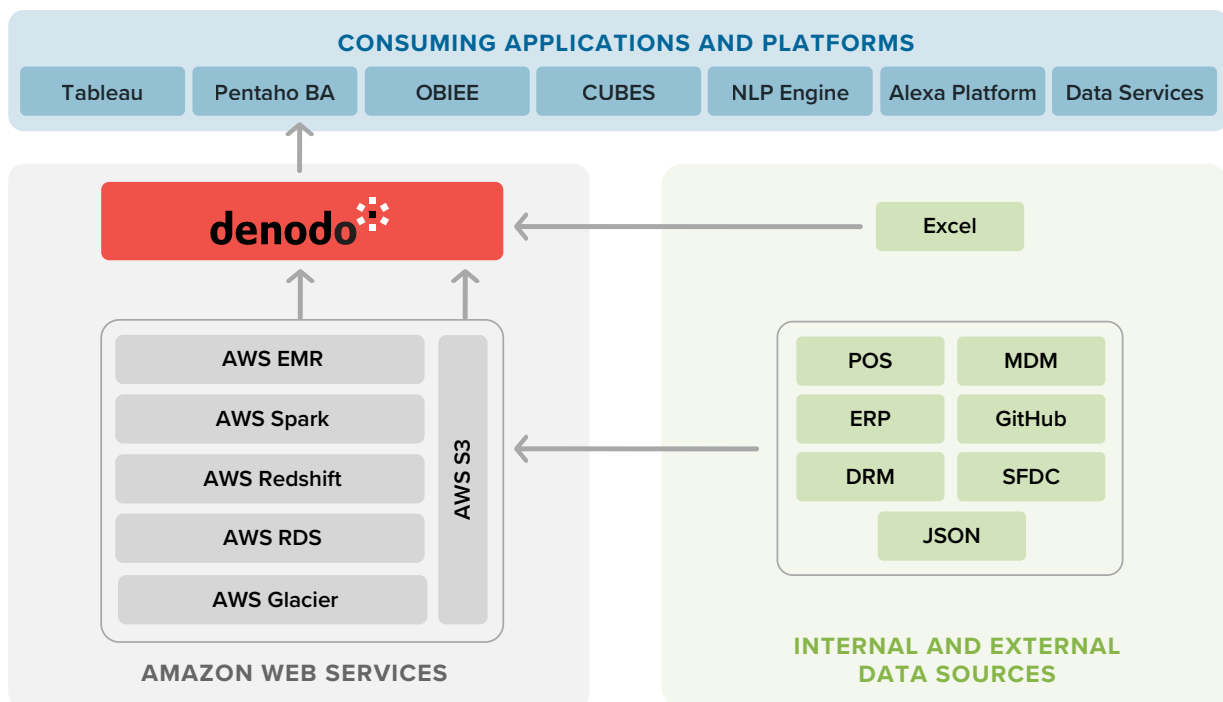 CONSUMING APPLICATIONS AND PLATFORMS
Tableau
Pentaho BA
OBIEE
CUBES
NLP Engine
Alexa Platform
Data Services
denodo
Excel
AWS EMR
AWS Spark
AWS Redshift
AWS RDS
AWS Glacier
AWS S3
POS
MDM
ERP
GitHub
DRM
SFDC
JSON
AMAZON WEB SERVICES
INTERNAL AND EXTERNAL
DATA SOURCES